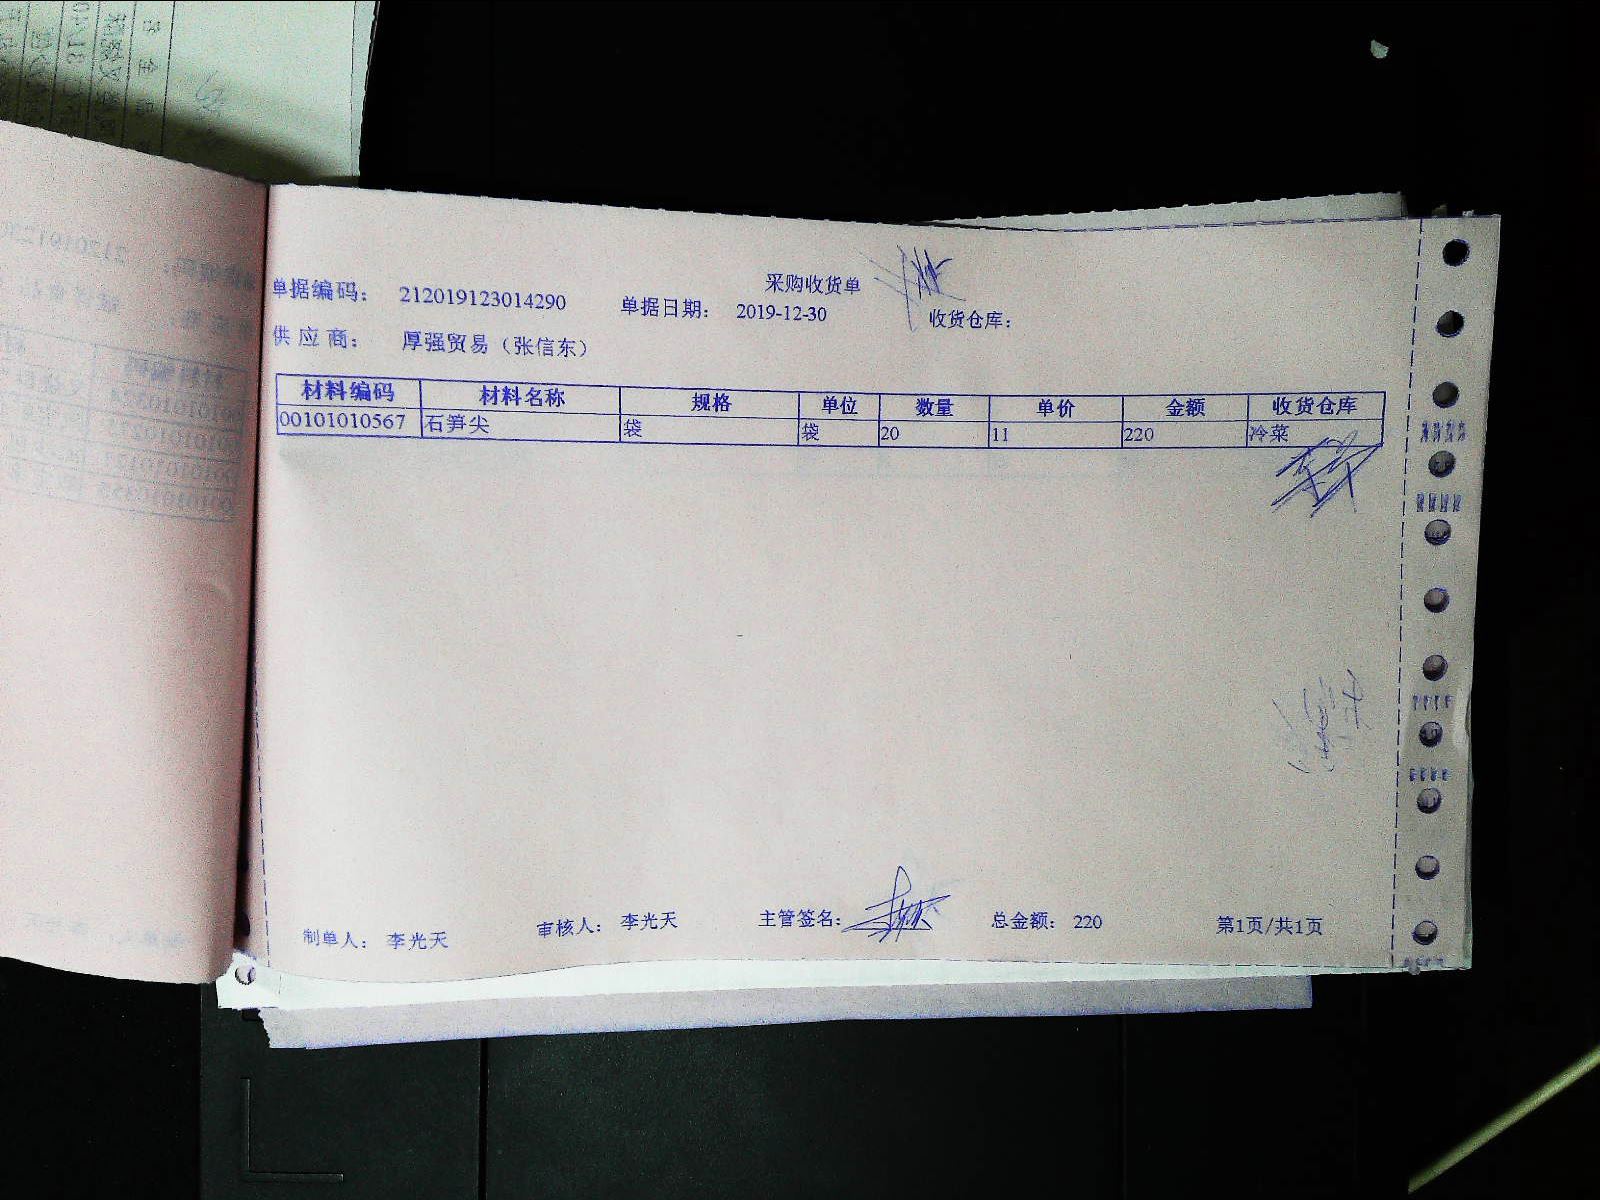 采购收货单
单据编码： 212019123014290 单据日期： 2019-12-30 收货仓库：
供应商： 厚强贸易（张信东）
材料编码 材料名称 规格 单位 数量 单价 金额 收货仓库
00101010567 石笋尖 袋 袋 20 11 220 冷菜
制单人： 李光天 审核人： 李光天 主管签名： 总金额： 220 第1页/共1页